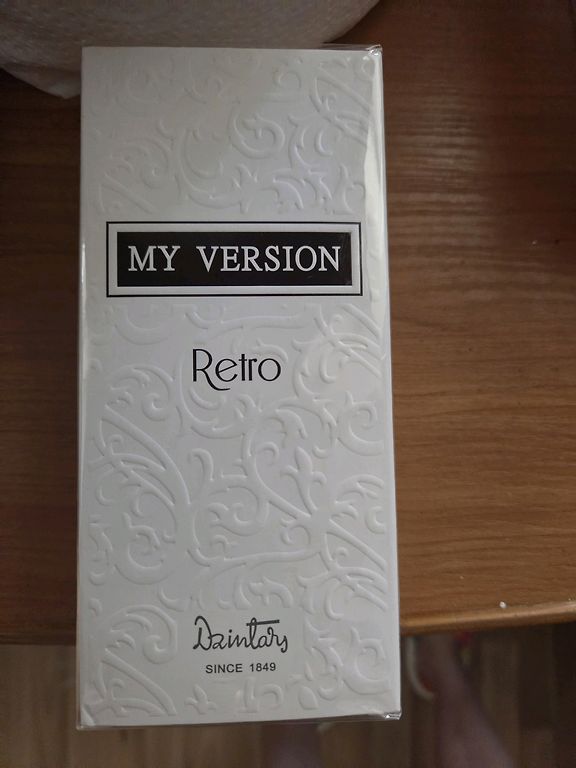 MY VERSION
Retro
Dzintars
SINCE 1849